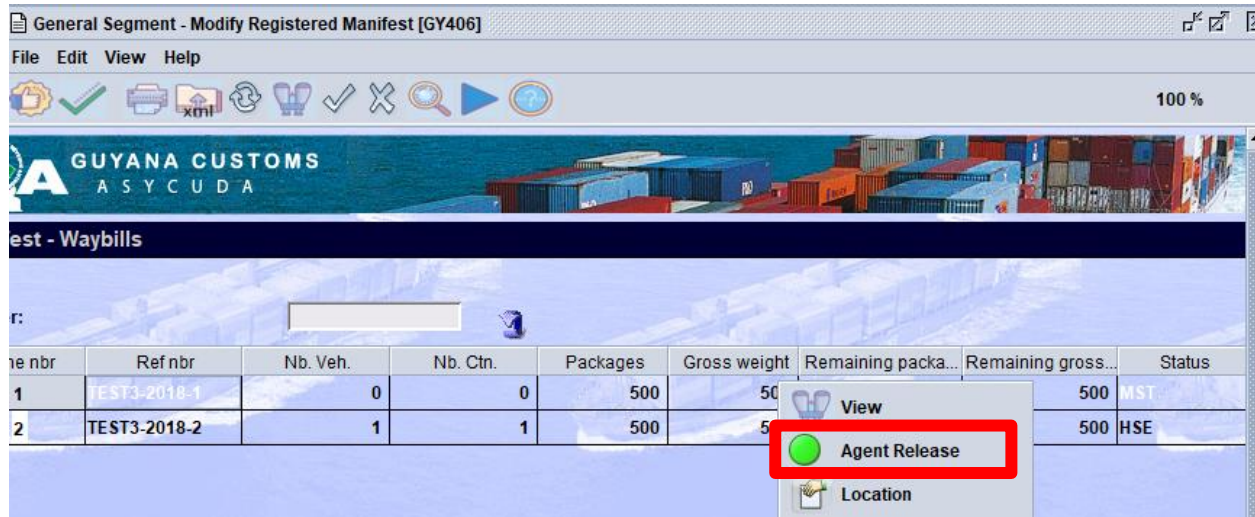 General Segment - Modify Registered Manifest [GY406]
File Edit View Help
xml
100 %
A GUYANA CUSTOMS
ASYCUDA
est - Waybills
r:
ne nbr Ref nbr Nb. Veh. Nb. Ctn. Packages Gross weight Remaining packa... Remaining gross... Status
1 TEST3-2018-1 0 0 500 50 500 MST
2 TEST3-2018-2 1 1 500 5 500 HSE
View
Agent Release
Location